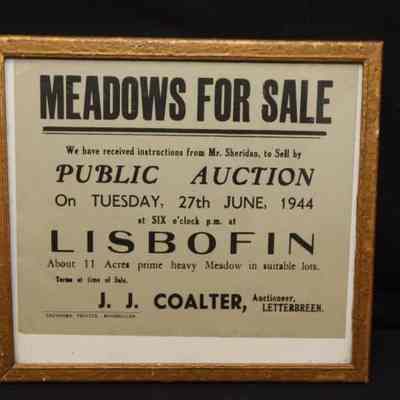 MEADOWS FOR SALE
We have received instructions from Mr. Sheridan, to Sell by
PUBLIC AUCTION
On TUESDAY, 27th JUNE, 1944
at SIX o'clock p.m. at
LISBOFIN
About 11 Acres prime heavy Meadow in suitable lots.
Terms at time of Sale.
J. J. COALTER, Auctioneer,
LETTERBREEN.